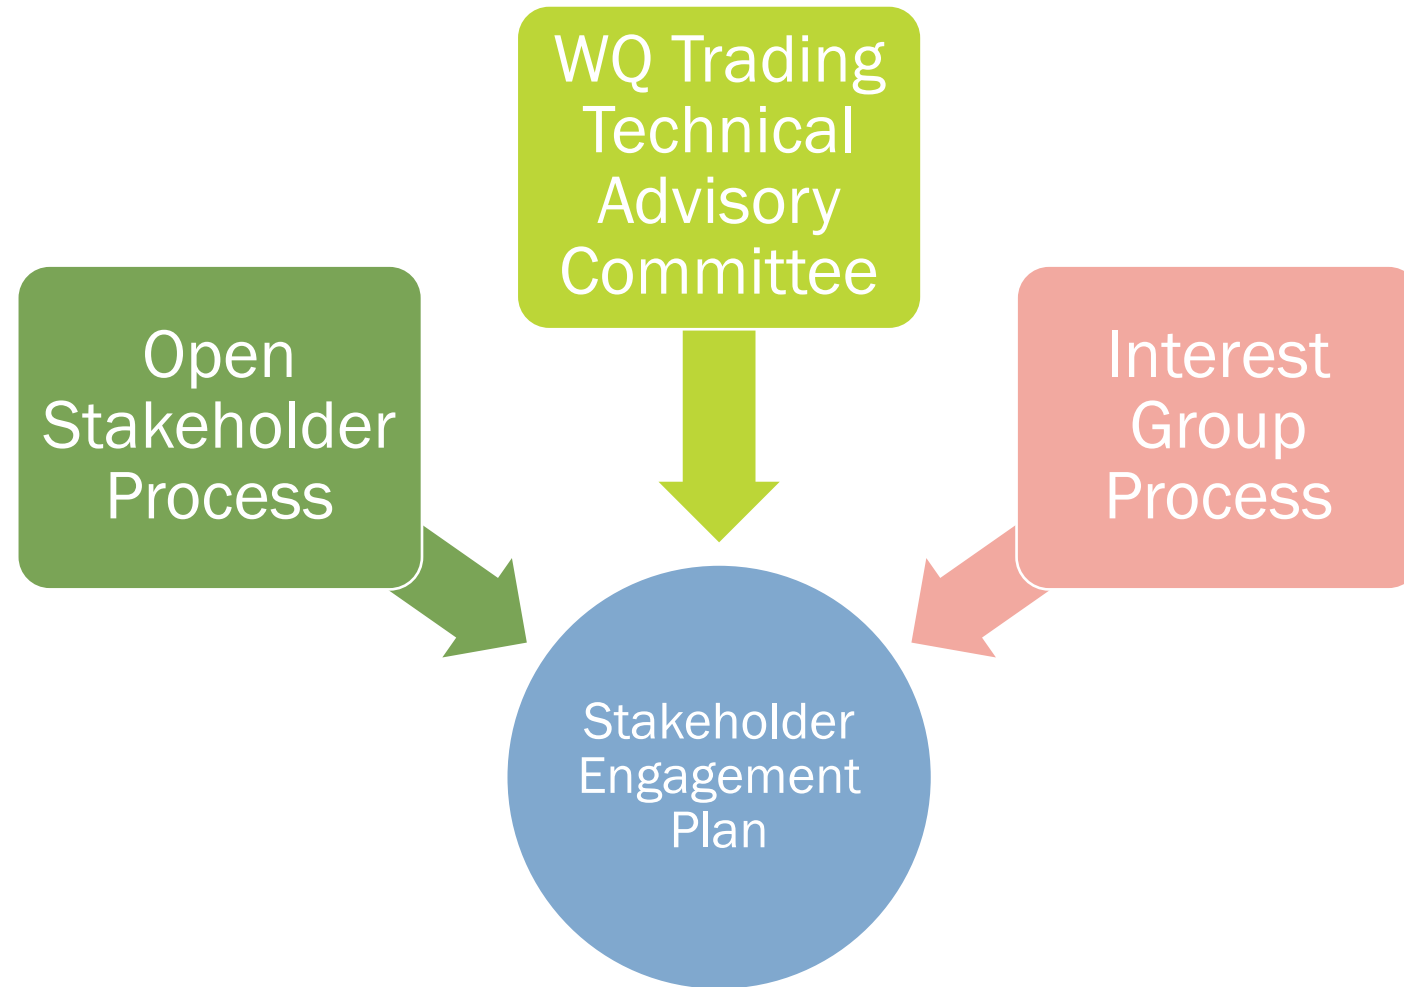 WQ Trading
Technical
Advisory
Committee
Open
Stakeholder
Process
Interest
Group
Process
Stakeholder
Engagement
Plan